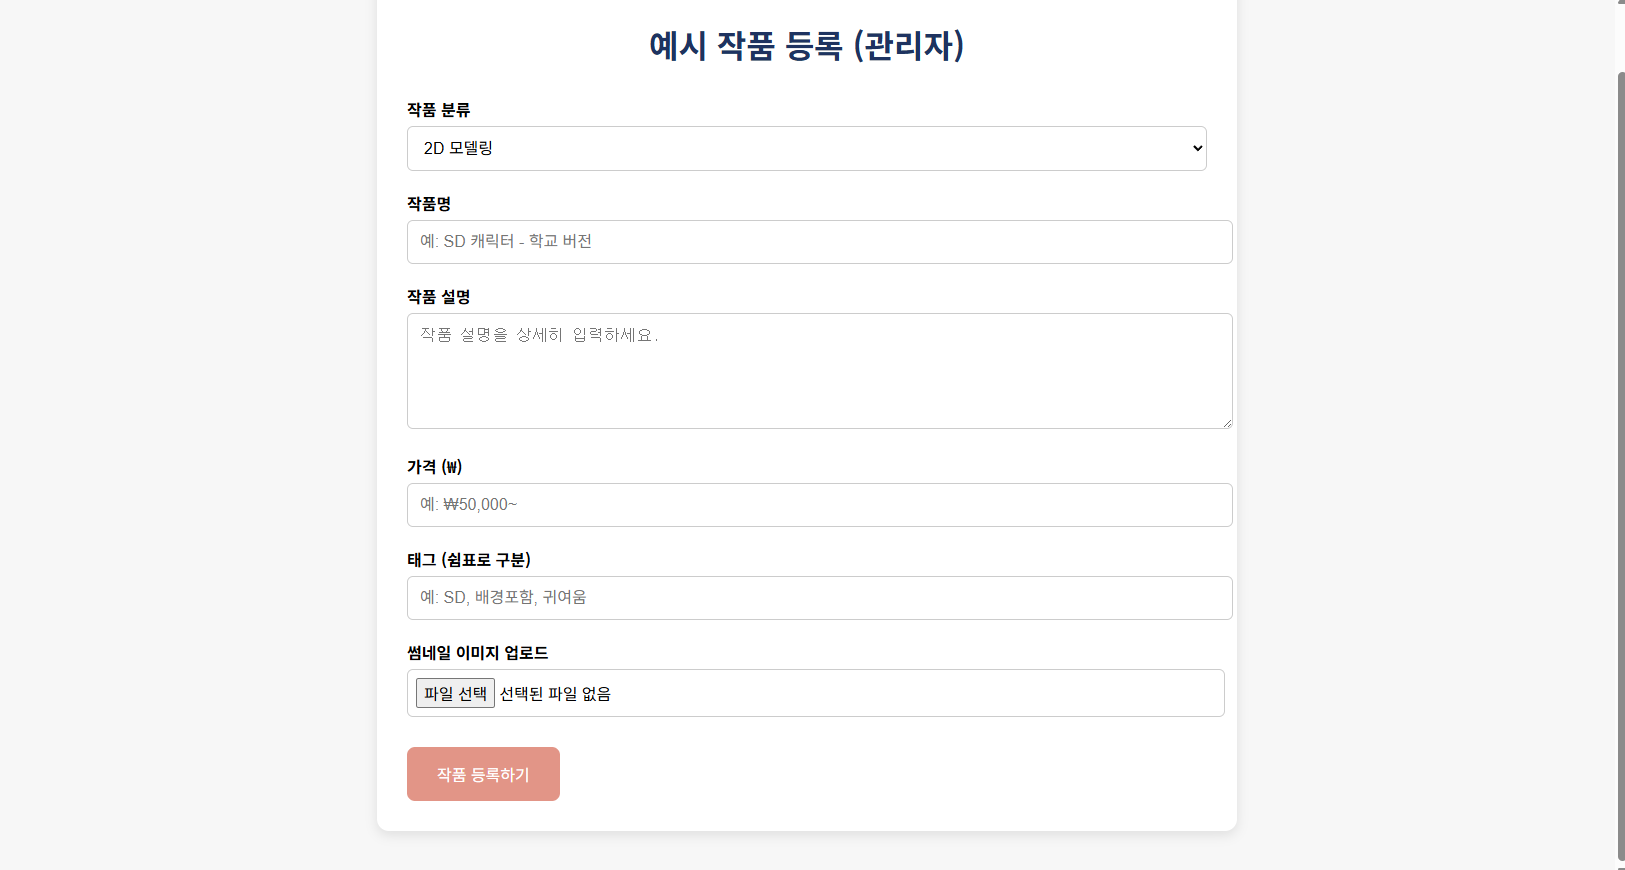 예시 작품 등록 (관리자)
작품 분류
2D 모델링
작품명
예: SD 캐릭터 - 학교 버전
작품 설명
작품 설명을 상세히 입력하세요.
가격 (₩)
예: ₩50,000~
태그 (쉼표로 구분)
예: SD, 배경포함, 귀여움
썸네일 이미지 업로드
파일 선택 선택된 파일 없음
작품 등록하기